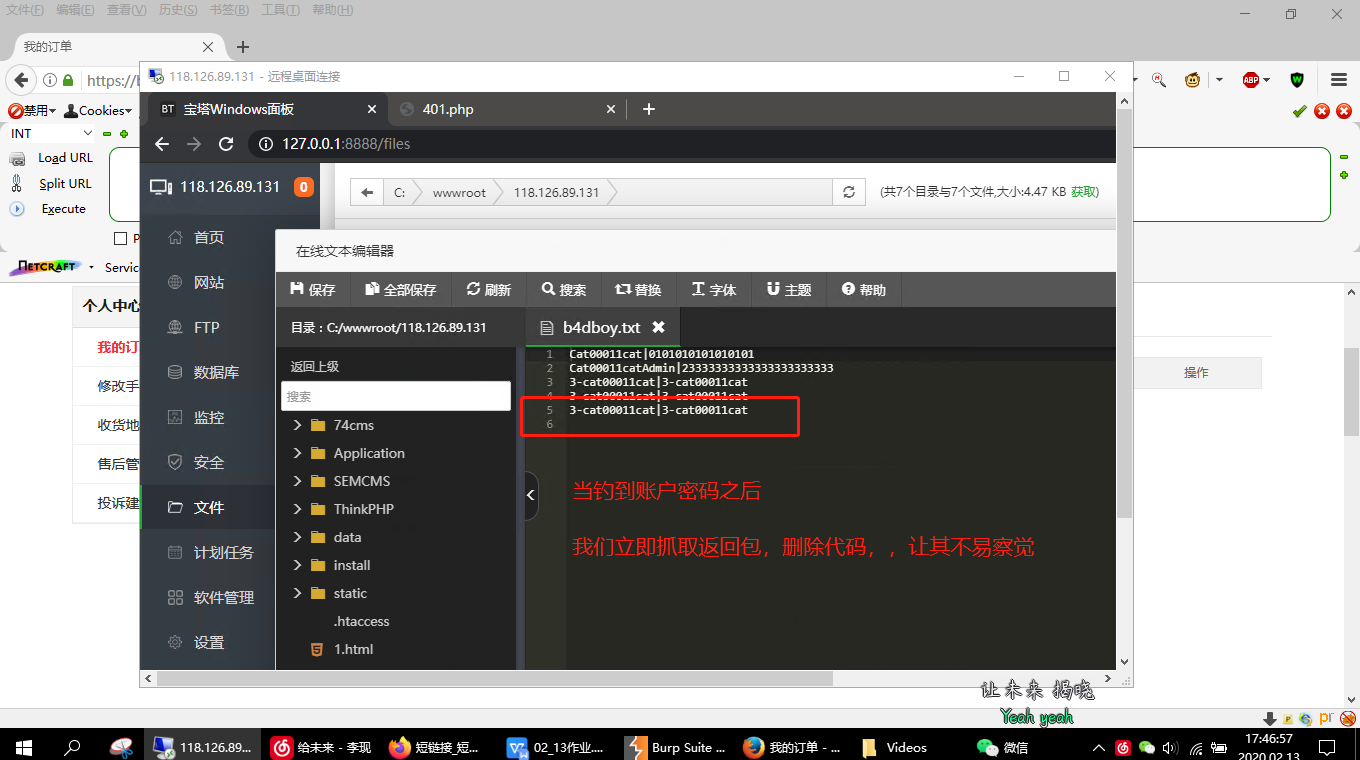 文件(F) 编辑(E) 查看(V) 历史(S) 书签(B) 工具(T) 帮助(H)
我的订单
https://
118.126.89.131 - 远程桌面连接
ABP
禁用 Cookies
BT 宝塔Windows面板
401.php
INT
127.0.0.1:8888/files
Load URL
Split URL
Execute
118.126.89.131 0
C: wwwroot 118.126.89.131
(共7个目录与7个文件,大小:4.47 KB 获取)
P
NETCRAFT
Servic
首页
网站
FTP
数据库
监控
安全
文件
计划任务
软件管理
设置
个人中心
我的订
修改手
收货地
售后管
投诉建
操作
在线文本编辑器
保存 全部保存 刷新 搜索 替换 字体 主题 帮助
目录：C:/wwwroot/118.126.89.131
b4dboy.txt
返回上级
搜索
74cms
Application
SEMCMS
ThinkPHP
data
install
static
.htaccess
1.html
1 Cat00011cat|0101010101010101
2 Cat00011catAdmin|23333333333333333333333
3 3-cat00011cat|3-cat00011cat
4 3-cat00011cat|3-cat00011cat
5 3-cat00011cat|3-cat00011cat
6
当钓到账户密码之后
我们立即抓取返回包，删除代码，，让其不易察觉
让未来 揭晓
Yeah yeah
118.126.89...
给未来 - 李现
短链接_短...
02_13作业....
Burp Suite ...
我的订单 - ...
Videos
微信
17:46:57
2020.02.13